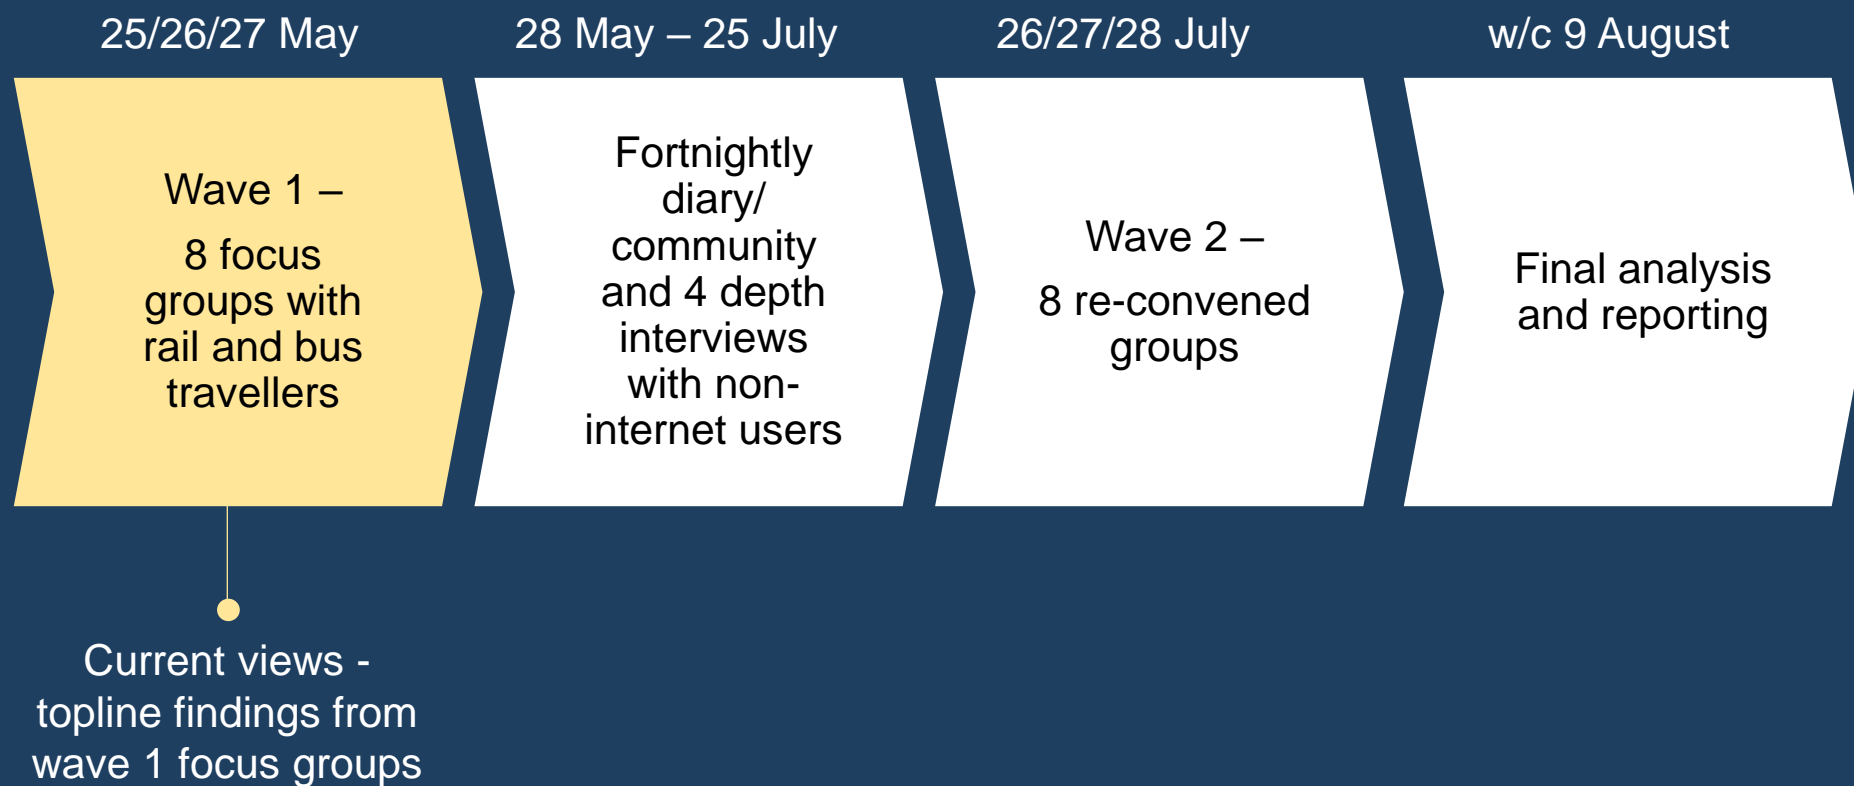 25/26/27 May
28 May – 25 July
26/27/28 July
w/c 9 August
Wave 1 –
8 focus
groups with
rail and bus
travellers
Fortnightly
diary/
community
and 4 depth
interviews
with non-
internet users
Wave 2 –
8 re-convened
groups
Final analysis
and reporting
Current views -
topline findings from
wave 1 focus groups